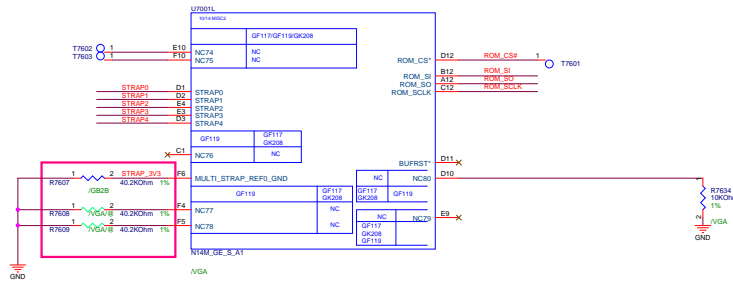 U7001L
10/14 MISC2
GF117/GF119/GK208
NC
NC
T7602 1 E10 NC74
T7603 1 F10 NC75
ROM_CS* D12 ROM_CS# 1 T7601
ROM_SI B12 ROM_SI
ROM_SO A12 ROM_SO
ROM_SCLK C12 ROM_SCLK
STRAP0 D1 STRAP0
STRAP1 D2 STRAP1
STRAP2 E4 STRAP2
STRAP3 E3 STRAP3
STRAP4 D3 STRAP4
GF119 GF117
GK208
C1 NC76 NC
BUFRST* D11
1 2 STRAP_3V3 F6 MULTI_STRAP_REF0_GND
R7607 40.2KOhm 1%
/GB2B
NC NC80 D10
GF119 GF117
GK208
GF117
GK208 GF119
1 2 F4 NC77 NC
R7608 /VGA/@ 40.2KOhm 1%
1 2 F5 NC78 NC
R7609 /VGA/@ 40.2KOhm 1%
NC NC79 E9
GF117
GK208
GF119
1
R7634
10KOh
1%
2 /VGA
GND
N14M_GE_S_A1
GND
/VGA